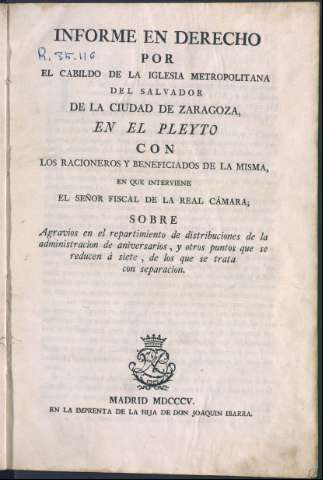 INFORME EN DERECHO
R. 35.116
POR
EL CABILDO DE LA IGLESIA METROPOLITANA
DEL SALVADOR
DE LA CIUDAD DE ZARAGOZA,
EN EL PLEYTO
CON
LOS RACIONEROS Y BENEFICIADOS DE LA MISMA,
EN QUE INTERVIENE
EL SEÑOR FISCAL DE LA REAL CÁMARA;
SOBRE
Agravios en el repartimiento de distribuciones de la
administracion de aniversarios, y otros puntos que se
reducen á siete, de los que se trata
con separacion.
MADRID MDCCCV.
EN LA IMPRENTA DE LA HIJA DE DON JOAQUIN IBARRA.